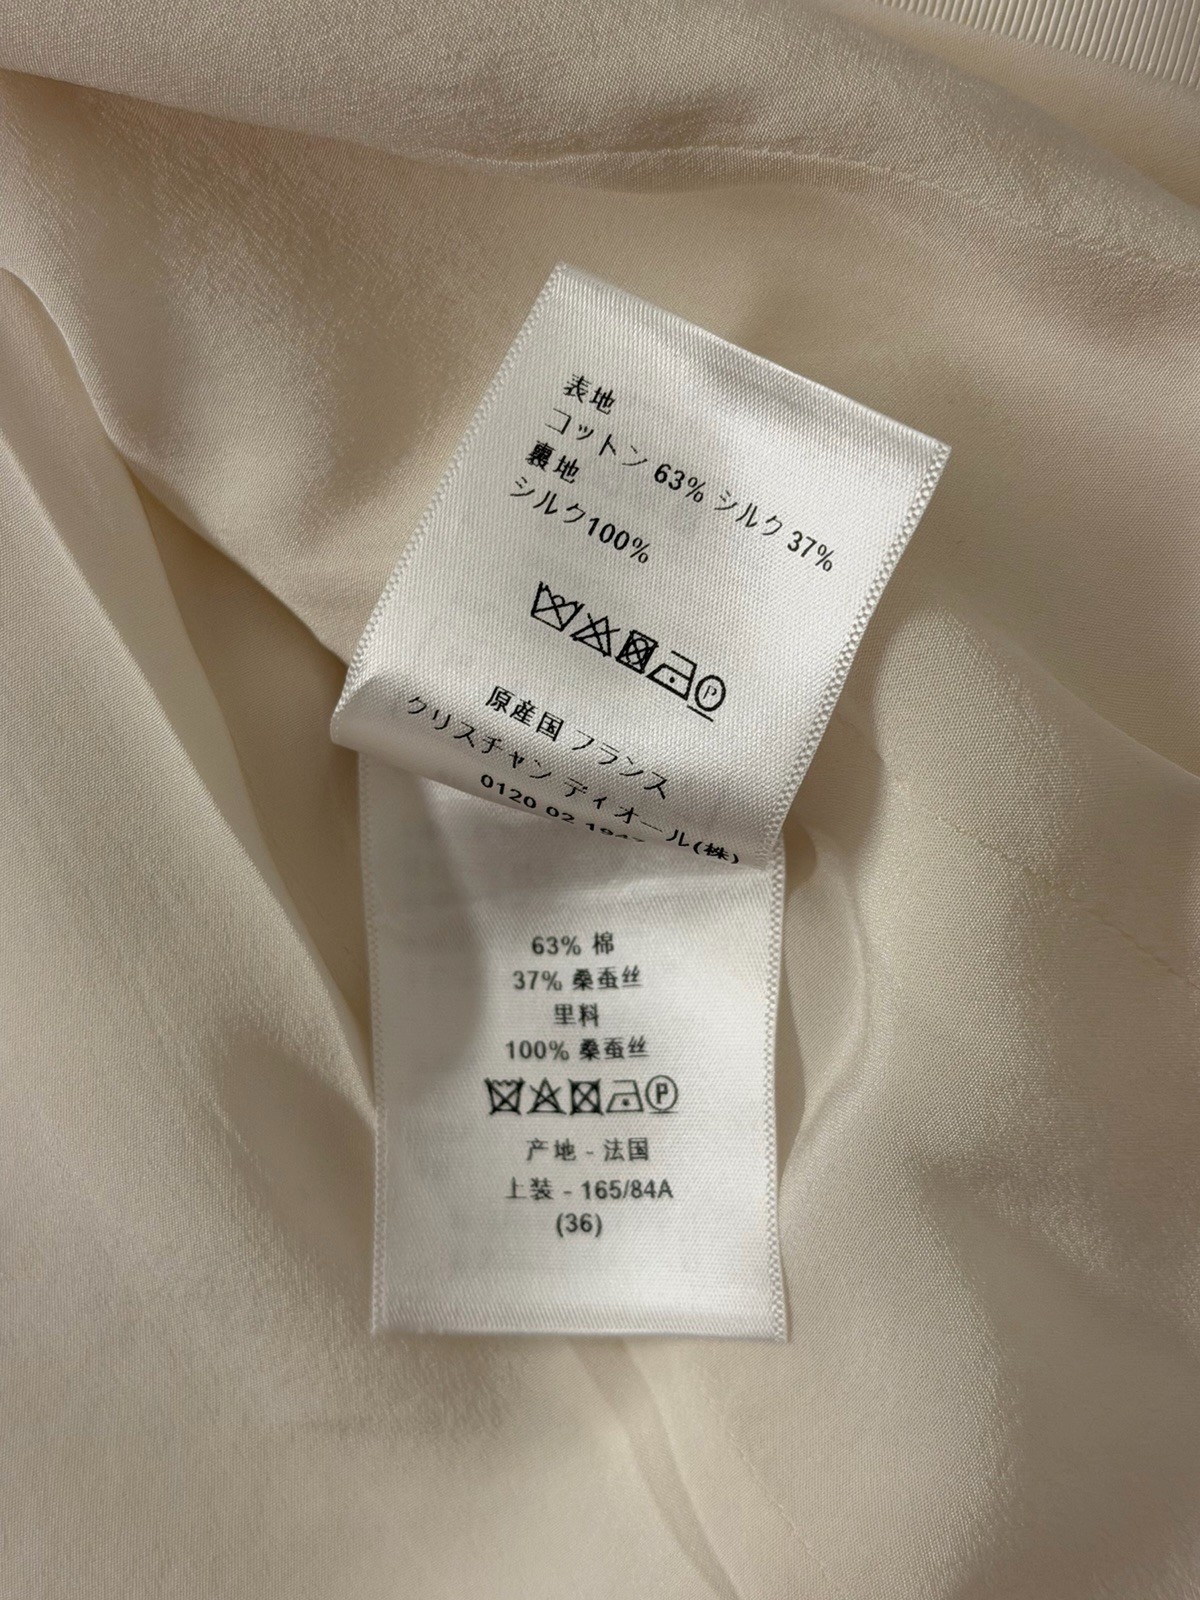 表地
コットン 63% シルク 37%
裏地
シルク100%
P
原産国 フランス
クリスチャン ディオール(株)
0120 02
63% 棉
37% 桑蚕丝
里料
100% 桑蚕丝
P
产地 - 法国
上装 - 165/84A
(36)